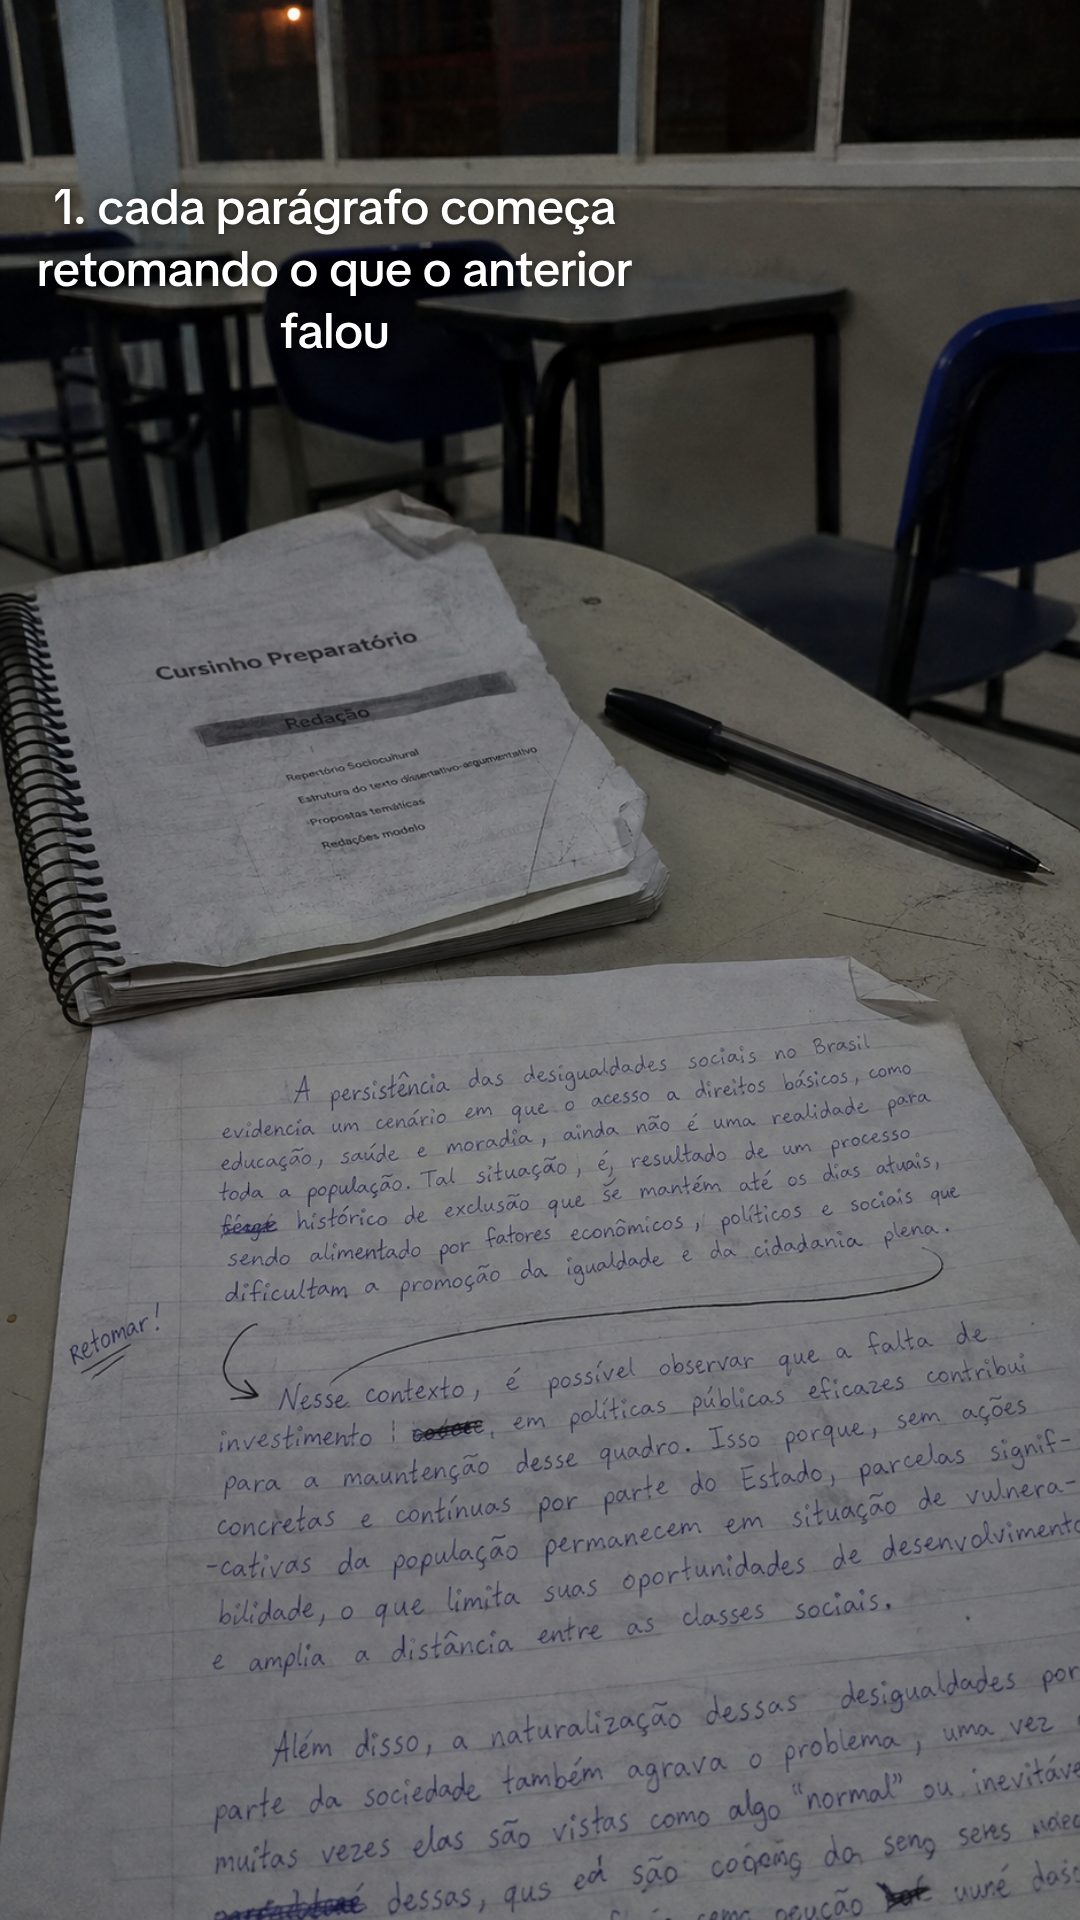 1. cada parágrafo começa
retomando o que o anterior
falou
Cursinho Preparatório
Redação
Repertório Sociocultural
Estrutura do texto dissertativo-argumentativo
Propostas temáticas
Redações modelo
A persistência das desigualdades sociais no Brasil
evidencia um cenário em que o acesso a direitos básicos, como
educação, saúde e moradia, ainda não é uma realidade para
toda a população. Tal situação, é, resultado de um processo
histórico de exclusão que se mantém até os dias atuais,
sendo alimentado por fatores econômicos, políticos e sociais que
dificultam a promoção da igualdade e da cidadania plena.
Retomar!
Nesse contexto, é possível observar que a falta de
investimento em políticas públicas eficazes contribui
para a mauntenção desse quadro. Isso porque, sem ações
concretas e contínuas por parte do Estado, parcelas signif-
-cativas da população permanecem em situação de vulnera-
bilidade, o que limita suas oportunidades de desenvolvimento
e amplia a distância entre as classes sociais.
Além disso, a naturalização dessas desigualdades por
parte da sociedade também agrava o problema, uma vez
muitas vezes elas são vistas como algo "normal" ou
dessas, qus são